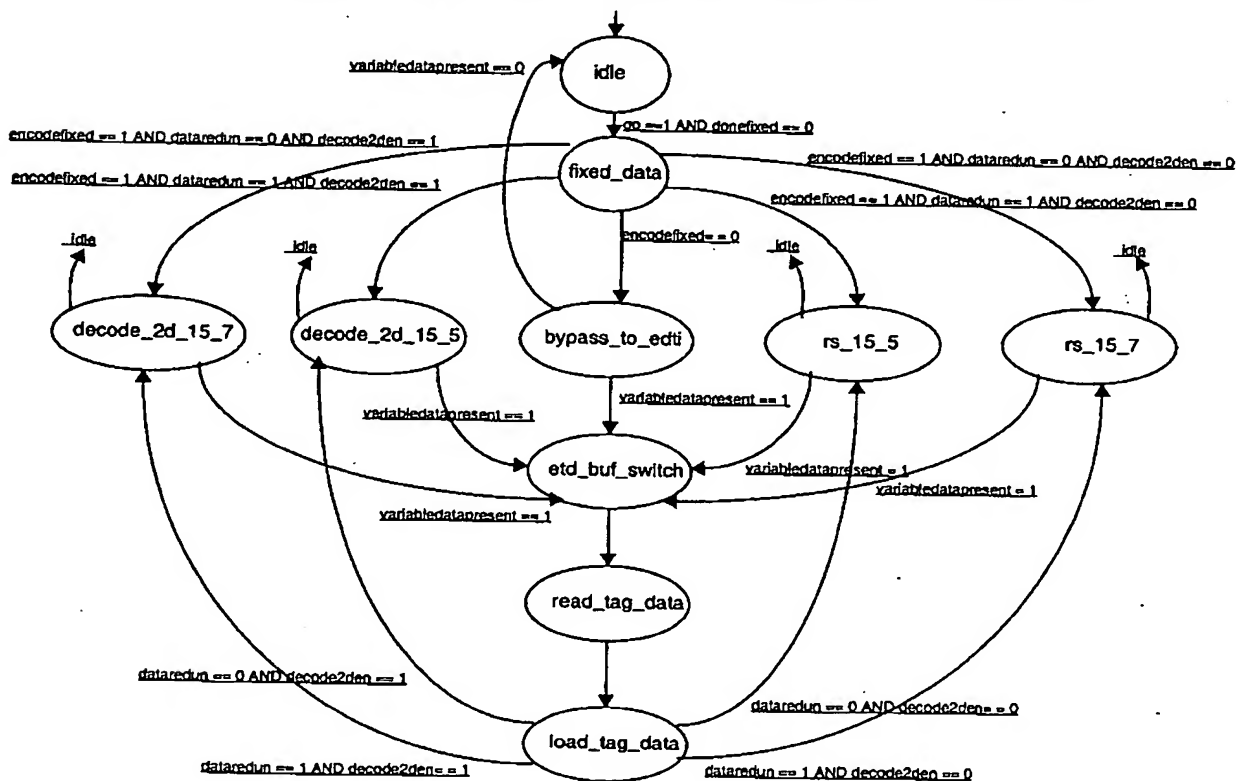 idle
variabledatapresent == 0
go ==1 AND donefixed == 0
encodefixed == 1 AND dataredun == 0 AND decode2den == 1
encodefixed == 1 AND dataredun == 0 AND decode2den == 0
fixed_data
encodefixed == 1 AND dataredun == 1 AND decode2den == 1
encodefixed == 1 AND dataredun == 1 AND decode2den == 0
encodefixed= = 0
idle
idle
idle
idle
decode_2d_15_7
decode_2d_15_5
bypass_to_edti
rs_15_5
rs_15_7
variabledatapresent == 1
variabledatapresent == 1
etd_buf_switch
variabledatapresent = 1
variabledatapresent = 1
variabledatapresent == 1
read_tag_data
dataredun == 0 AND decode2den == 1
dataredun == 0 AND decode2den= = 0
load_tag_data
dataredun == 1 AND decode2den= = 1
dataredun == 1 AND decode2den == 0